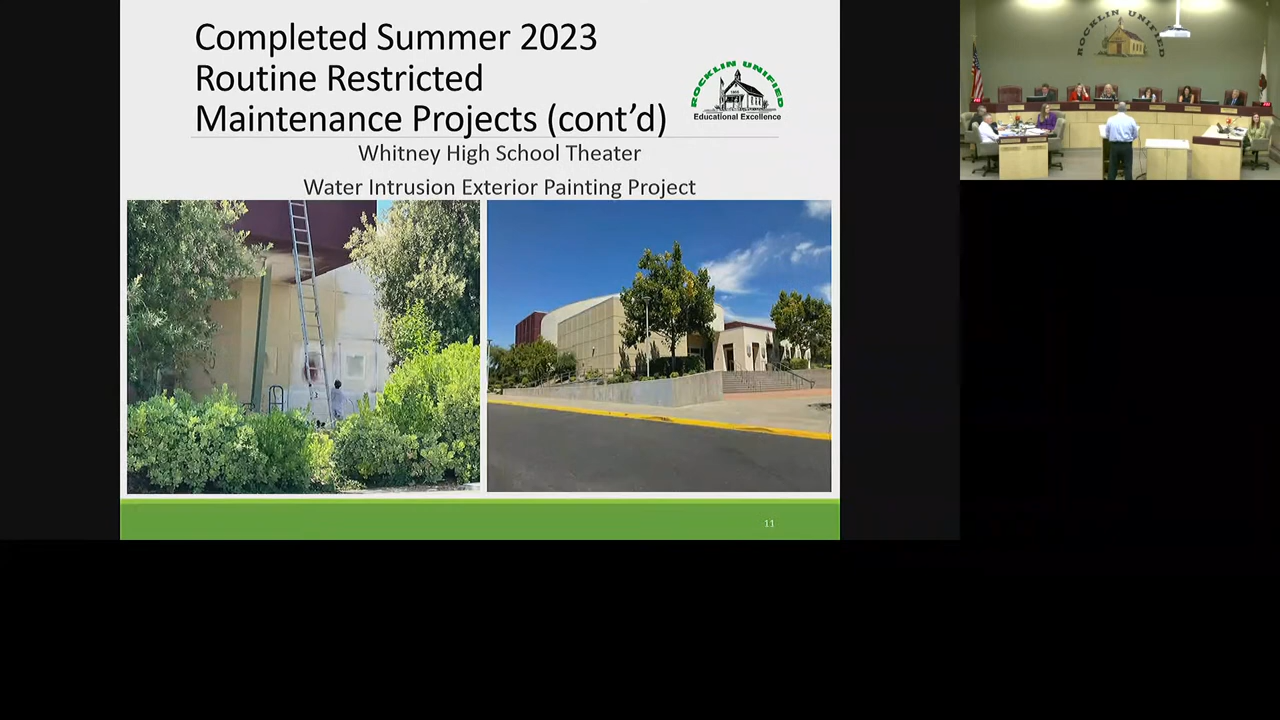 Completed Summer 2023
Routine Restricted
Maintenance Projects (cont'd)
ROCKLIN UNIFIED
Educational Excellence
Whitney High School Theater
Water Intrusion Exterior Painting Project
11
ROCKLIN UNIFIED